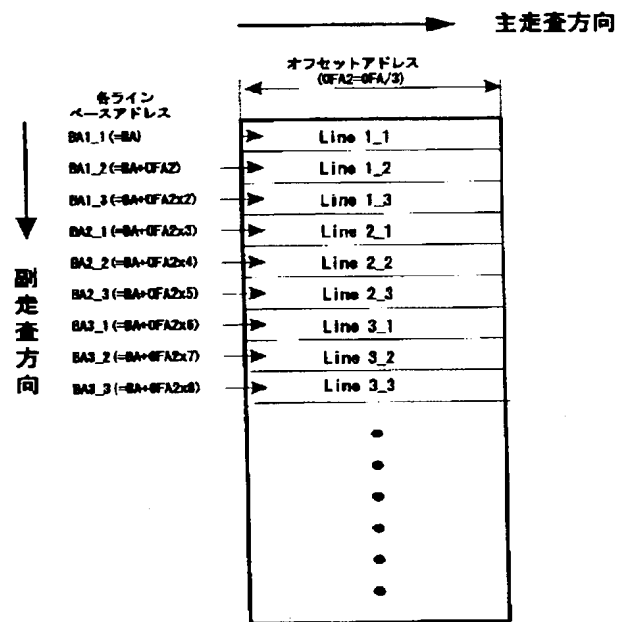 主走査方向
オフセットアドレス
(OFA2=OFA/3)
各ライン
ベースアドレス
BA1_1(=BA)
Line 1_1
BA1_2(=BA+OFA2)
Line 1_2
BA1_3(=BA+OFA2x2)
Line 1_3
BA2_1(=BA+OFA2x3)
Line 2_1
BA2_2(=BA+OFA2x4)
Line 2_2
BA2_3(=BA+OFA2x5)
Line 2_3
BA3_1(=BA+OFA2x6)
Line 3_1
BA3_2(=BA+OFA2x7)
Line 3_2
BA3_3(=BA+OFA2x8)
Line 3_3
副走査方向